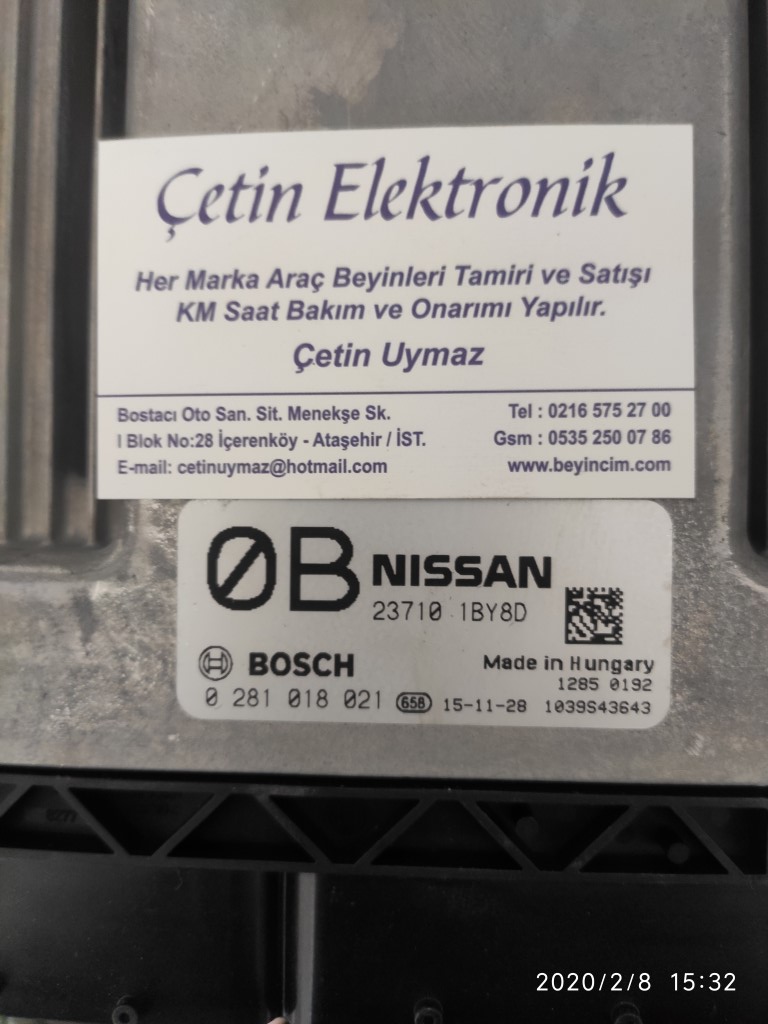 Çetin Elektronik
Her Marka Araç Beyinleri Tamiri ve Satışı
KM Saat Bakım ve Onarımı Yapılır.
Çetin Uymaz
Bostacı Oto San. Sit. Menekşe Sk.
I Blok No:28 İçerenköy - Ataşehir / İST.
E-mail: cetinuymaz@hotmail.com
Tel : 0216 575 27 00
Gsm : 0535 250 07 86
www.beyincim.com
0B NISSAN
23710 1BY8D
BOSCH
0 281 018 021 658 15-11-28
Made in Hungary
1285 0192
1039S43643
2020/2/8 15:32